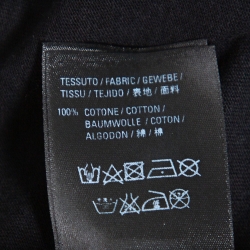 TESSUTO / FABRIC / GEWEBE /
TISSU / TEJIDO / 表地 / 面料
100% COTONE / COTTON /
BAUMWOLLE / COTON /
ALGODON / 綿 / 棉